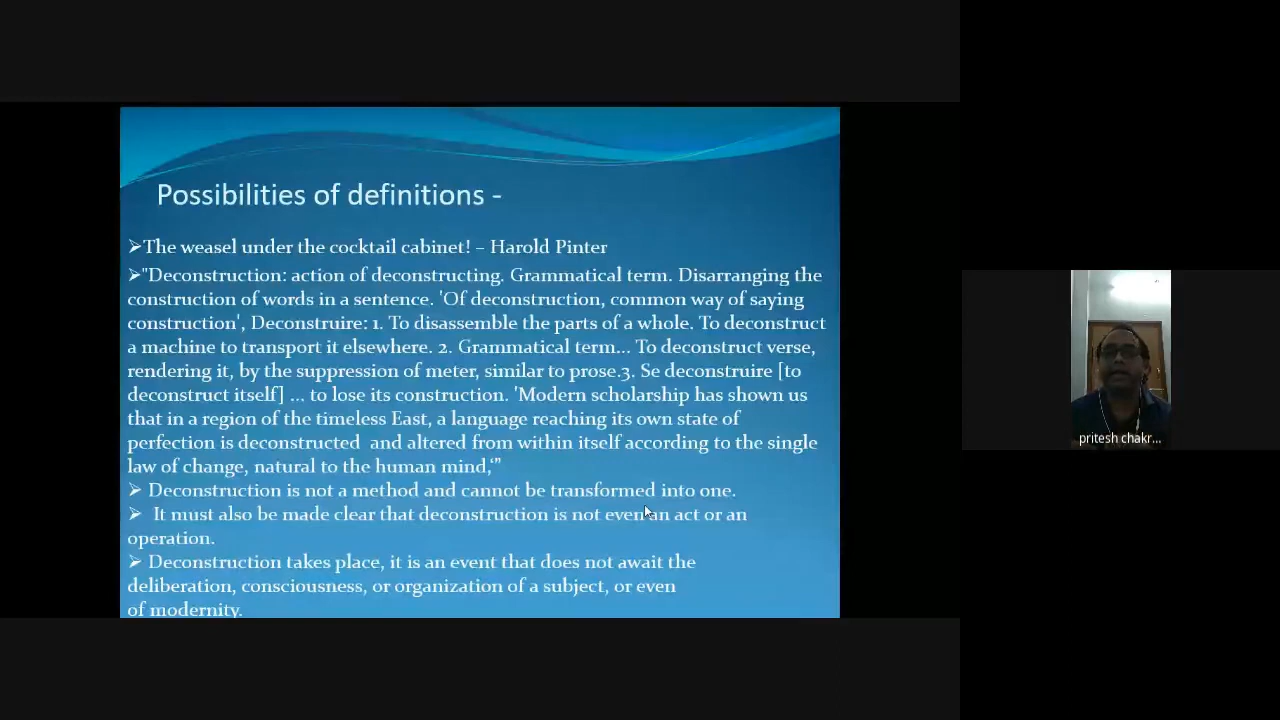 Possibilities of definitions -
➢The weasel under the cocktail cabinet! – Harold Pinter
➢"Deconstruction: action of deconstructing. Grammatical term. Disarranging the
construction of words in a sentence. 'Of deconstruction, common way of saying
construction', Deconstruire: 1. To disassemble the parts of a whole. To deconstruct
a machine to transport it elsewhere. 2. Grammatical term... To deconstruct verse,
rendering it, by the suppression of meter, similar to prose.3. Se deconstruire [to
deconstruct itself] ... to lose its construction. 'Modern scholarship has shown us
that in a region of the timeless East, a language reaching its own state of
perfection is deconstructed and altered from within itself according to the single
law of change, natural to the human mind,‘”
➢ Deconstruction is not a method and cannot be transformed into one.
➢ It must also be made clear that deconstruction is not even an act or an
operation.
➢ Deconstruction takes place, it is an event that does not await the
deliberation, consciousness, or organization of a subject, or even
of modernity.
pritesh chakr...